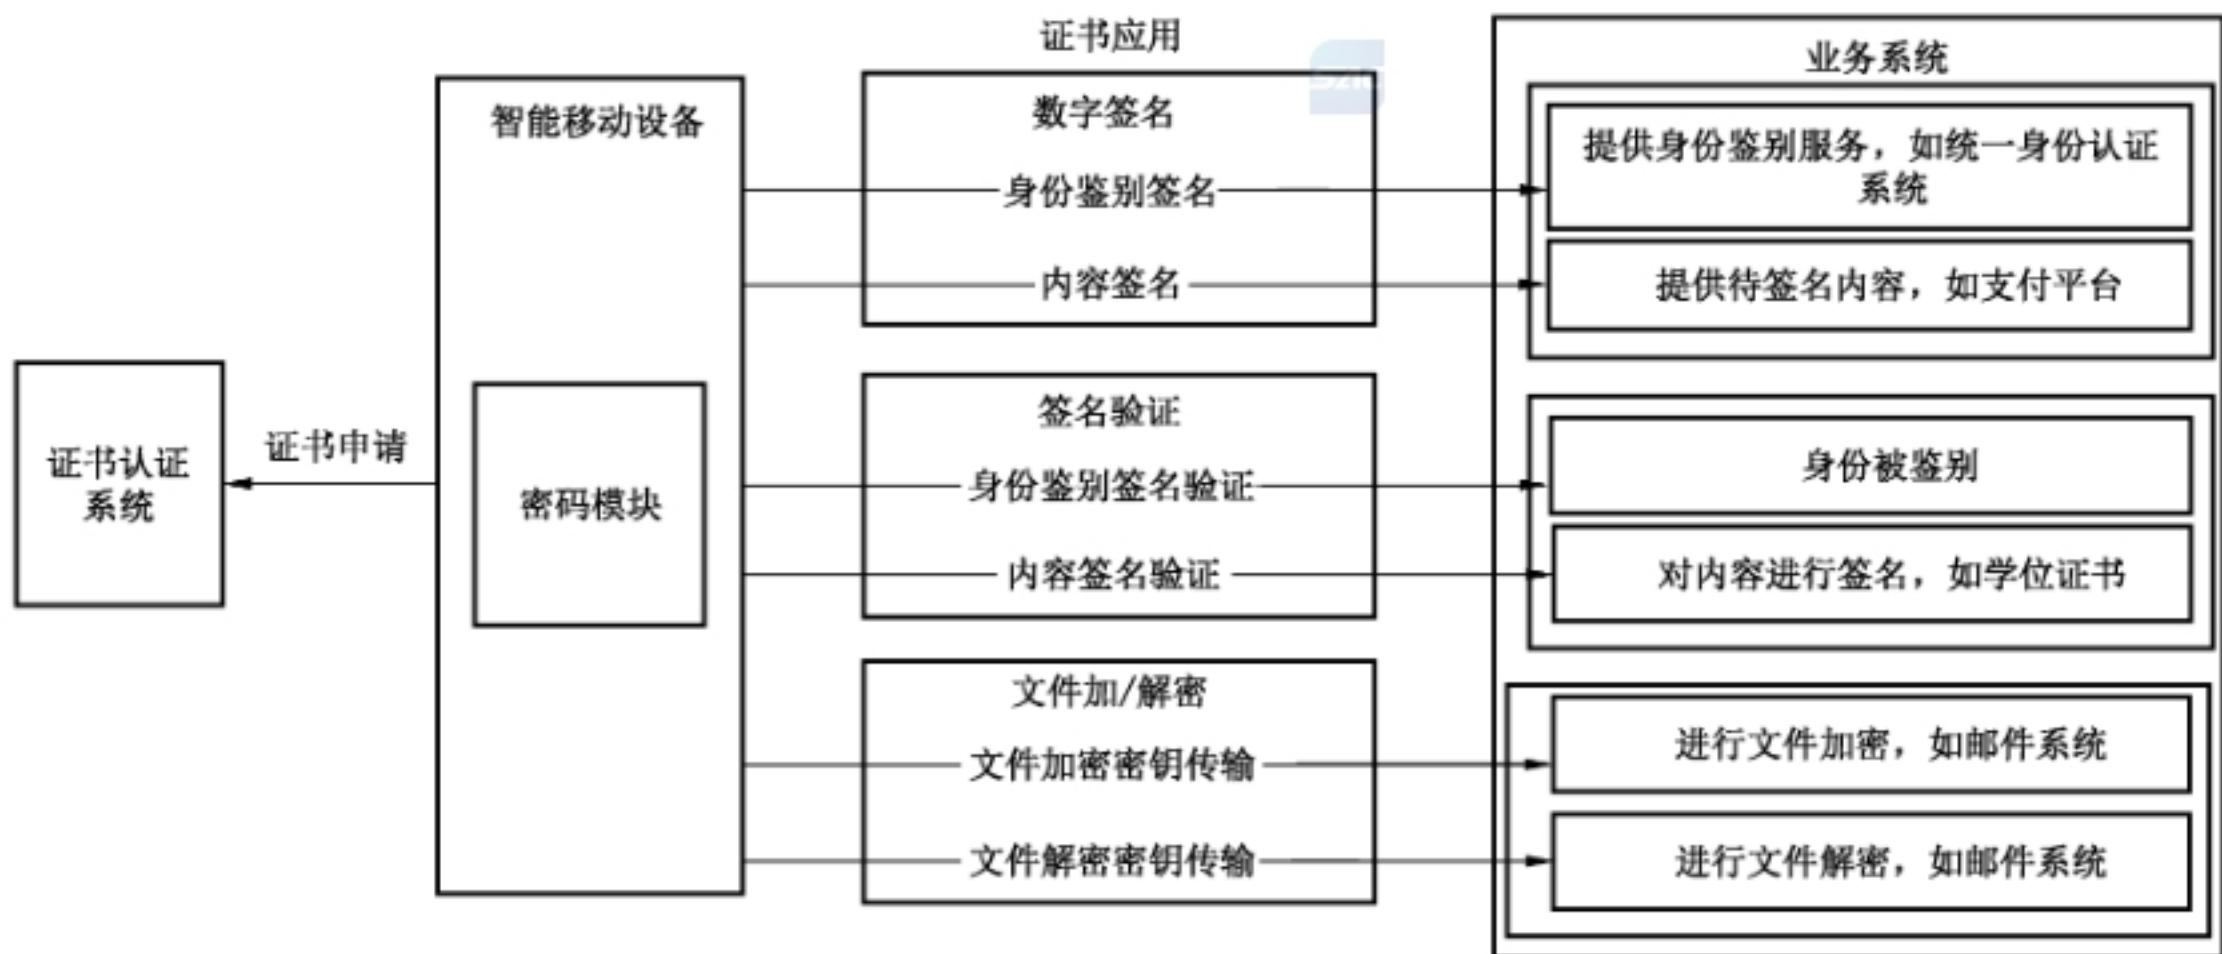 证书应用
业务系统
智能移动设备
数字签名
身份鉴别签名
内容签名
提供身份鉴别服务，如统一身份认证
系统
提供待签名内容，如支付平台
证书认证
系统
证书申请
密码模块
签名验证
身份鉴别签名验证
内容签名验证
身份被鉴别
对内容进行签名，如学位证书
文件加/解密
文件加密密钥传输
文件解密密钥传输
进行文件加密，如邮件系统
进行文件解密，如邮件系统